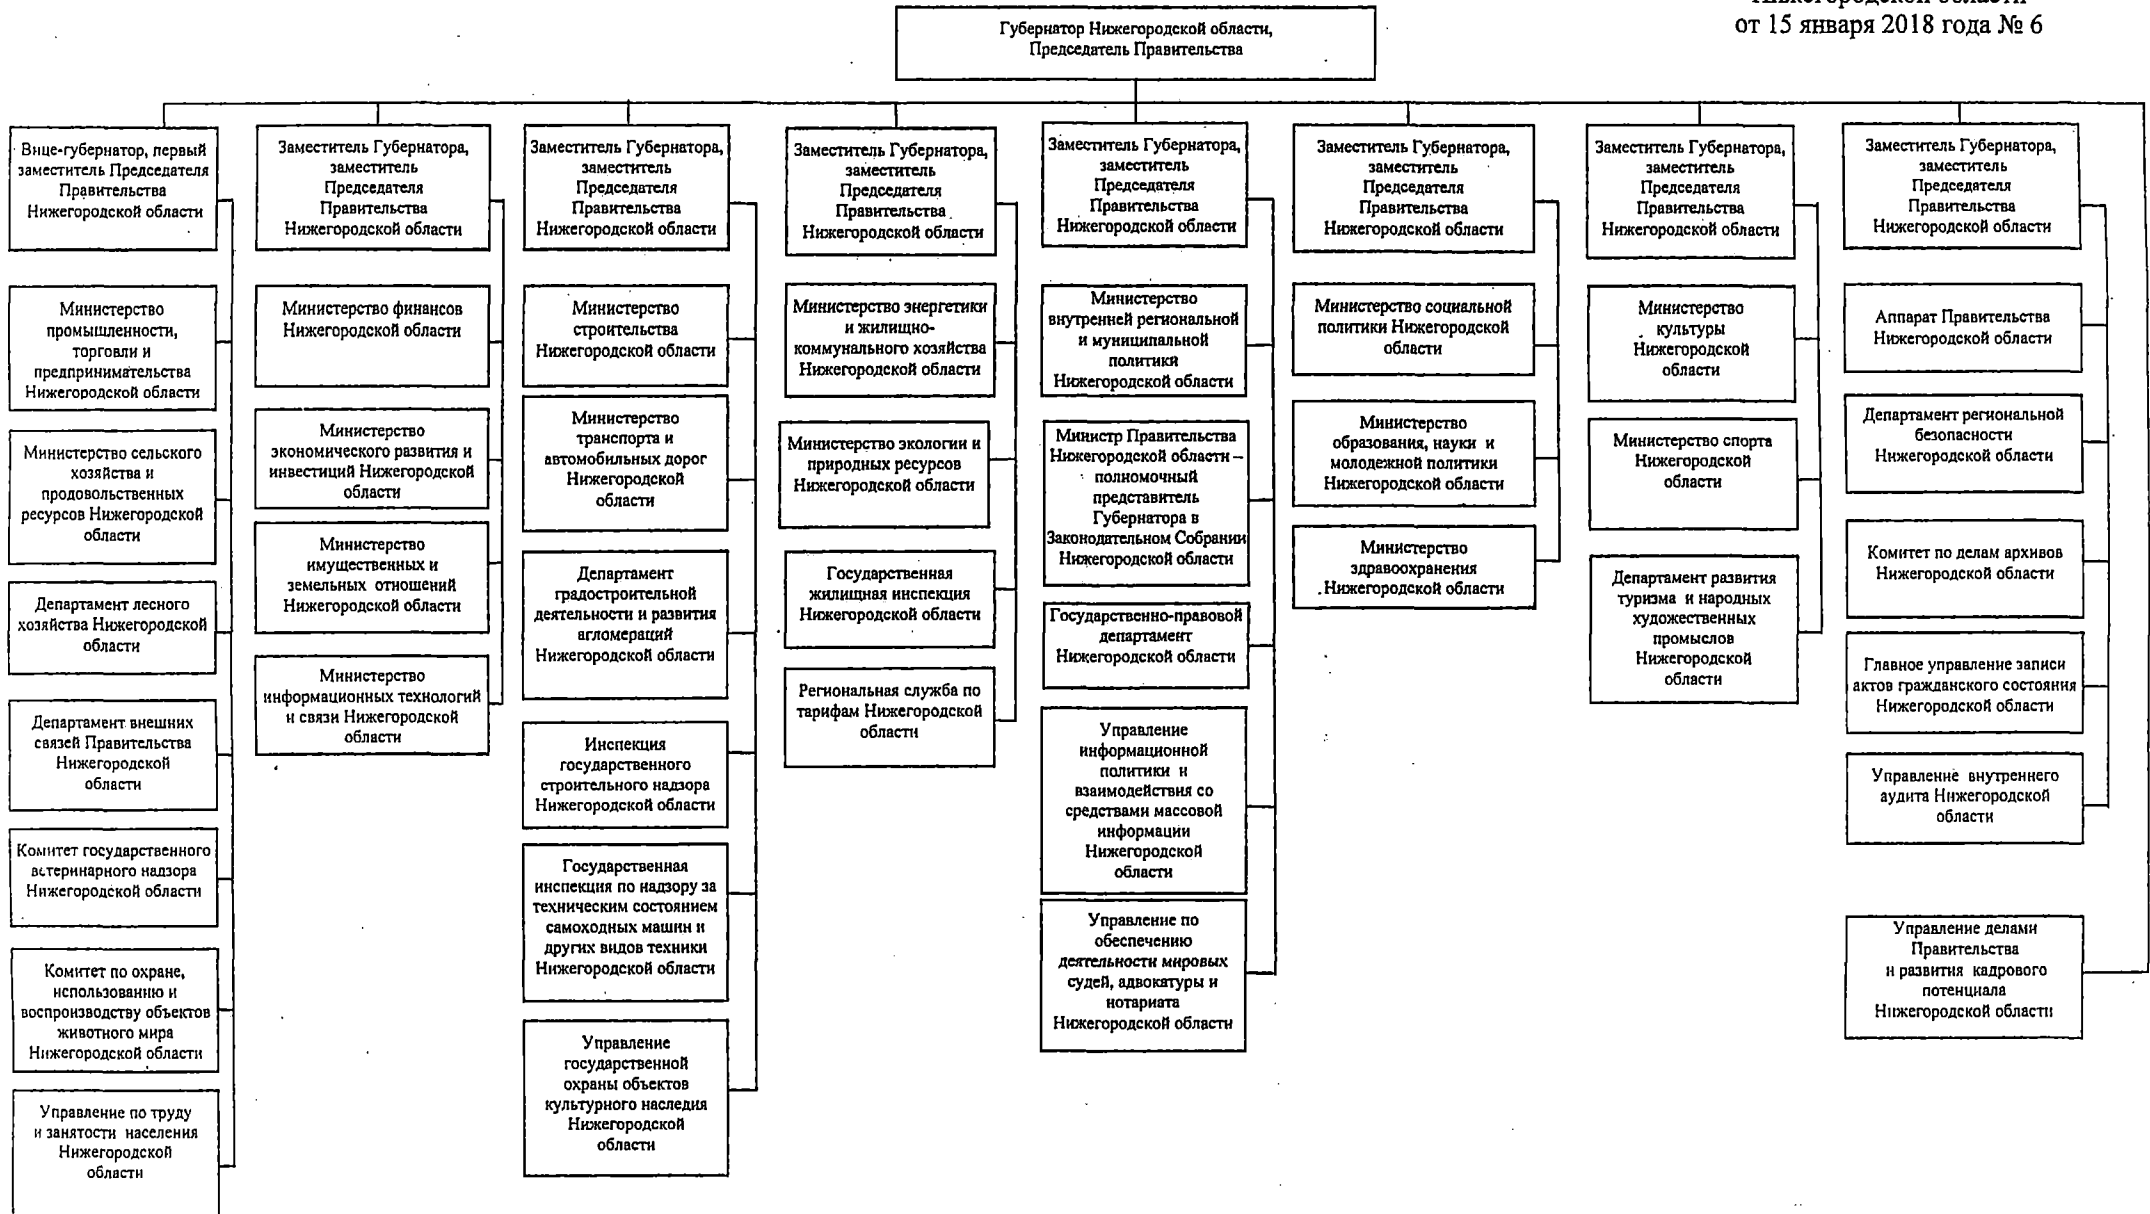 Нижегородской области
от 15 января 2018 года № 6
Губернатор Нижегородской области,
Председатель Правительства
Вице-губернатор, первый
заместитель Председателя
Правительства
Нижегородской области
Министерство
промышленности,
торговли и
предпринимательства
Нижегородской области
Министерство сельского
хозяйства и
продовольственных
ресурсов Нижегородской
области
Департамент лесного
хозяйства Нижегородской
области
Департамент внешних
связей Правительства
Нижегородской
области
Комитет государственного
ветеринарного надзора
Нижегородской области
Комитет по охране,
использованию и
воспроизводству объектов
животного мира
Нижегородской области
Управление по труду
и занятости населения
Нижегородской
области
Заместитель Губернатора,
заместитель
Председателя
Правительства
Нижегородской области
Министерство финансов
Нижегородской области
Министерство
экономического развития и
инвестиций Нижегородской
области
Министерство
имущественных и
земельных отношений
Нижегородской области
Министерство
информационных технологий
и связи Нижегородской
области
Заместитель Губернатора,
заместитель
Председателя
Правительства
Нижегородской области
Министерство
строительства
Нижегородской области
Министерство
транспорта и
автомобильных дорог
Нижегородской
области
Департамент
градостроительной
деятельности и развития
агломераций
Нижегородской области
Инспекция
государственного
строительного надзора
Нижегородской области
Государственная
инспекция по надзору за
техническим состоянием
самоходных машин и
других видов техники
Нижегородской области
Управление
государственной
охраны объектов
культурного наследия
Нижегородской
области
Заместитель Губернатора,
заместитель
Председателя
Правительства
Нижегородской области
Министерство энергетики
и жилищно-
коммунального хозяйства
Нижегородской области
Министерство экологии и
природных ресурсов
Нижегородской области
Государственная
жилищная инспекция
Нижегородской области
Региональная служба по
тарифам Нижегородской
области
Заместитель Губернатора,
заместитель
Председателя
Правительства
Нижегородской области
Министерство
внутренней региональной
и муниципальной
политики
Нижегородской области
Министр Правительства
Нижегородской области –
полномочный
представитель
Губернатора в
Законодательном Собрании
Нижегородской области
Государственно-правовой
департамент
Нижегородской области
Управление
информационной
политики и
взаимодействия со
средствами массовой
информации
Нижегородской
области
Управление по
обеспечению
деятельности мировых
судей, адвокатуры и
нотариата
Нижегородской области
Заместитель Губернатора,
заместитель
Председателя
Правительства
Нижегородской области
Министерство социальной
политики Нижегородской
области
Министерство
образования, науки и
молодежной политики
Нижегородской области
Министерство
здравоохранения
Нижегородской области
Заместитель Губернатора,
заместитель
Председателя
Правительства
Нижегородской области
Министерство
культуры
Нижегородской
области
Министерство спорта
Нижегородской
области
Департамент развития
туризма и народных
художественных
промыслов
Нижегородской
области
Заместитель Губернатора,
заместитель
Председателя
Правительства
Нижегородской области
Аппарат Правительства
Нижегородской области
Департамент региональной
безопасности
Нижегородской области
Комитет по делам архивов
Нижегородской области
Главное управление записи
актов гражданского состояния
Нижегородской области
Управление внутреннего
аудита Нижегородской
области
Управление делами
Правительства
и развития кадрового
потенциала
Нижегородской области